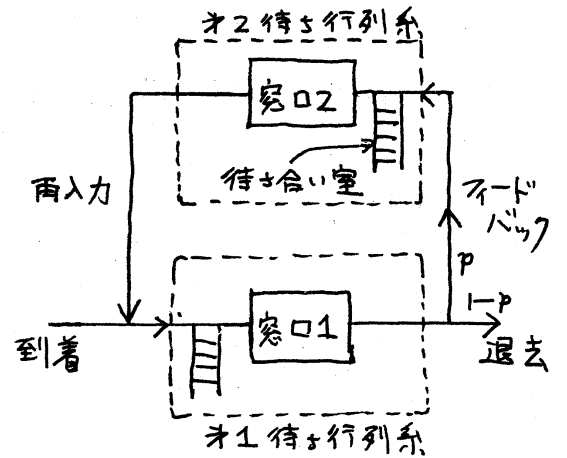 第2待ち行列系
窓口2
待ち合い室
再入力
フィード
バック
p
1-p
到着
窓口1
退去
第1待ち行列系